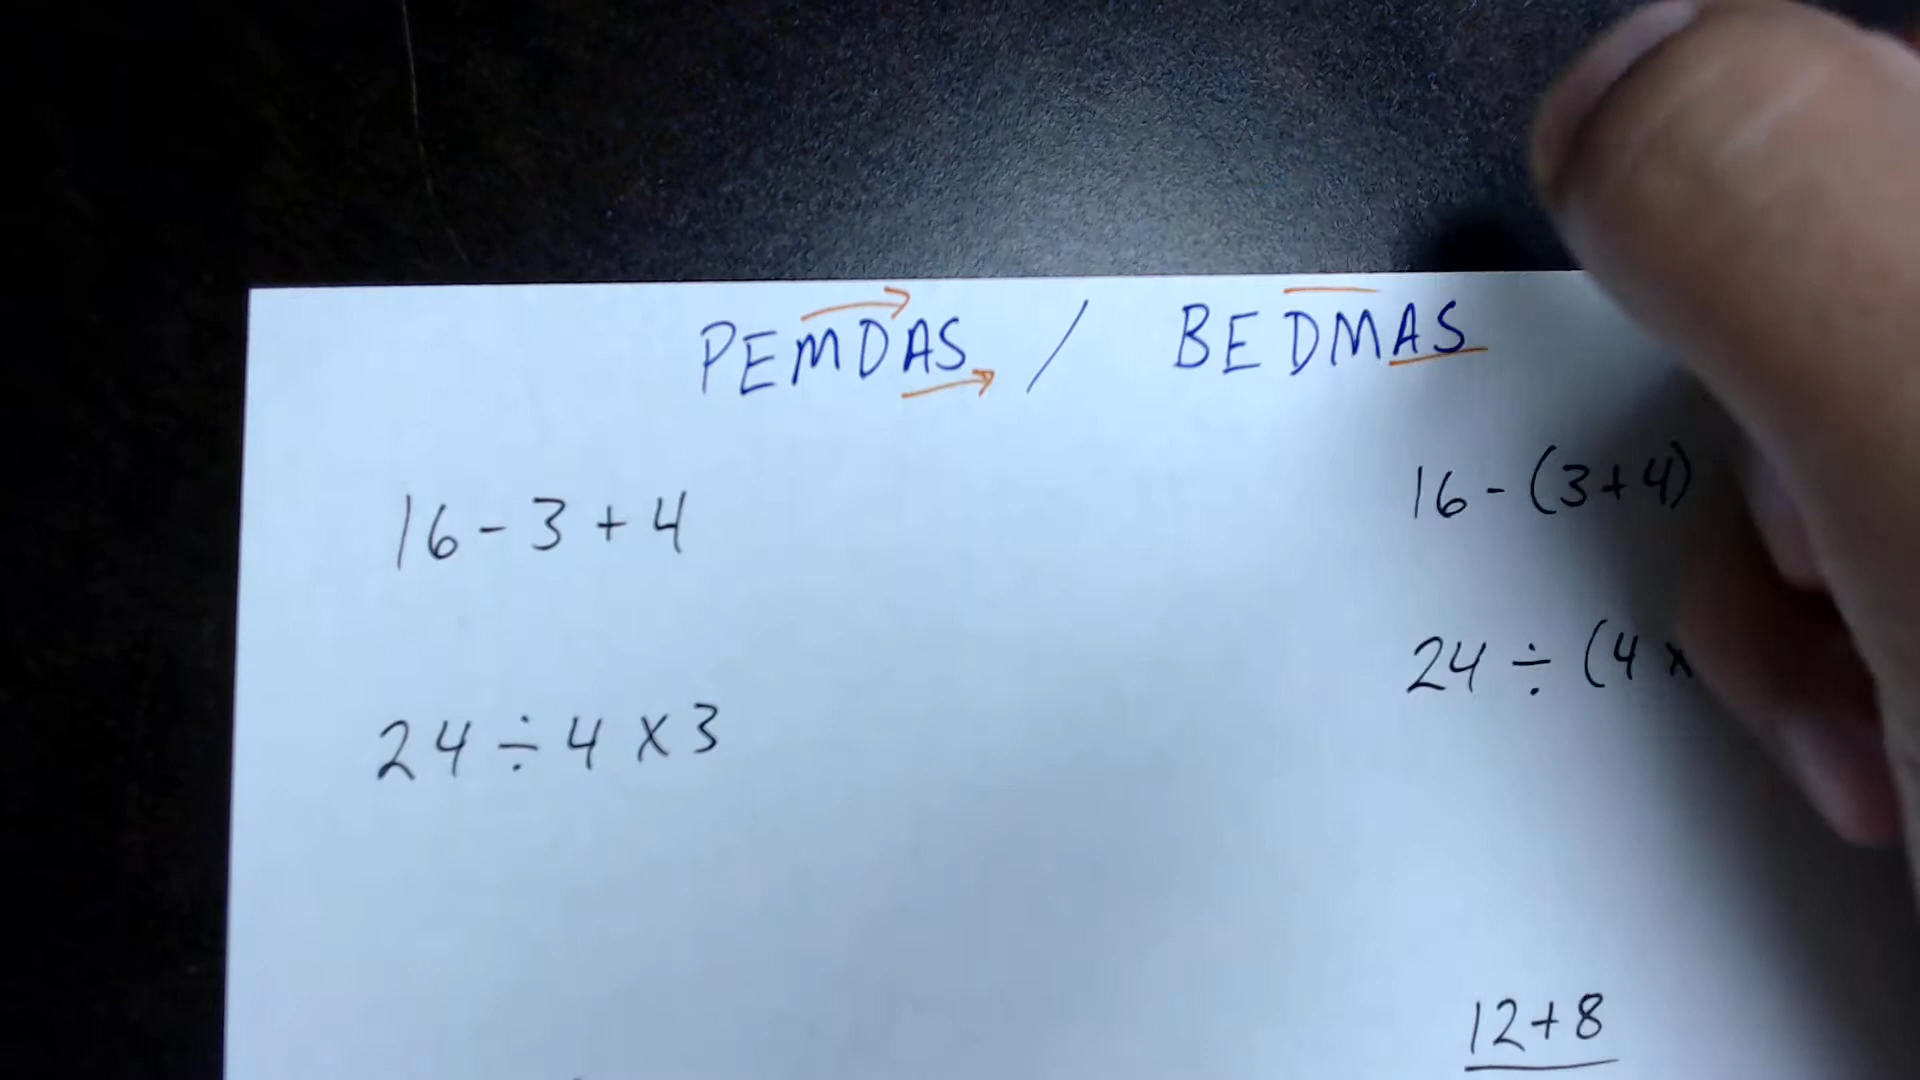 PEMDAS / BEDMAS
16 - 3 + 4
16 - (3 + 4)
24 ÷ 4 x 3
24 ÷ (4 x
12 + 8